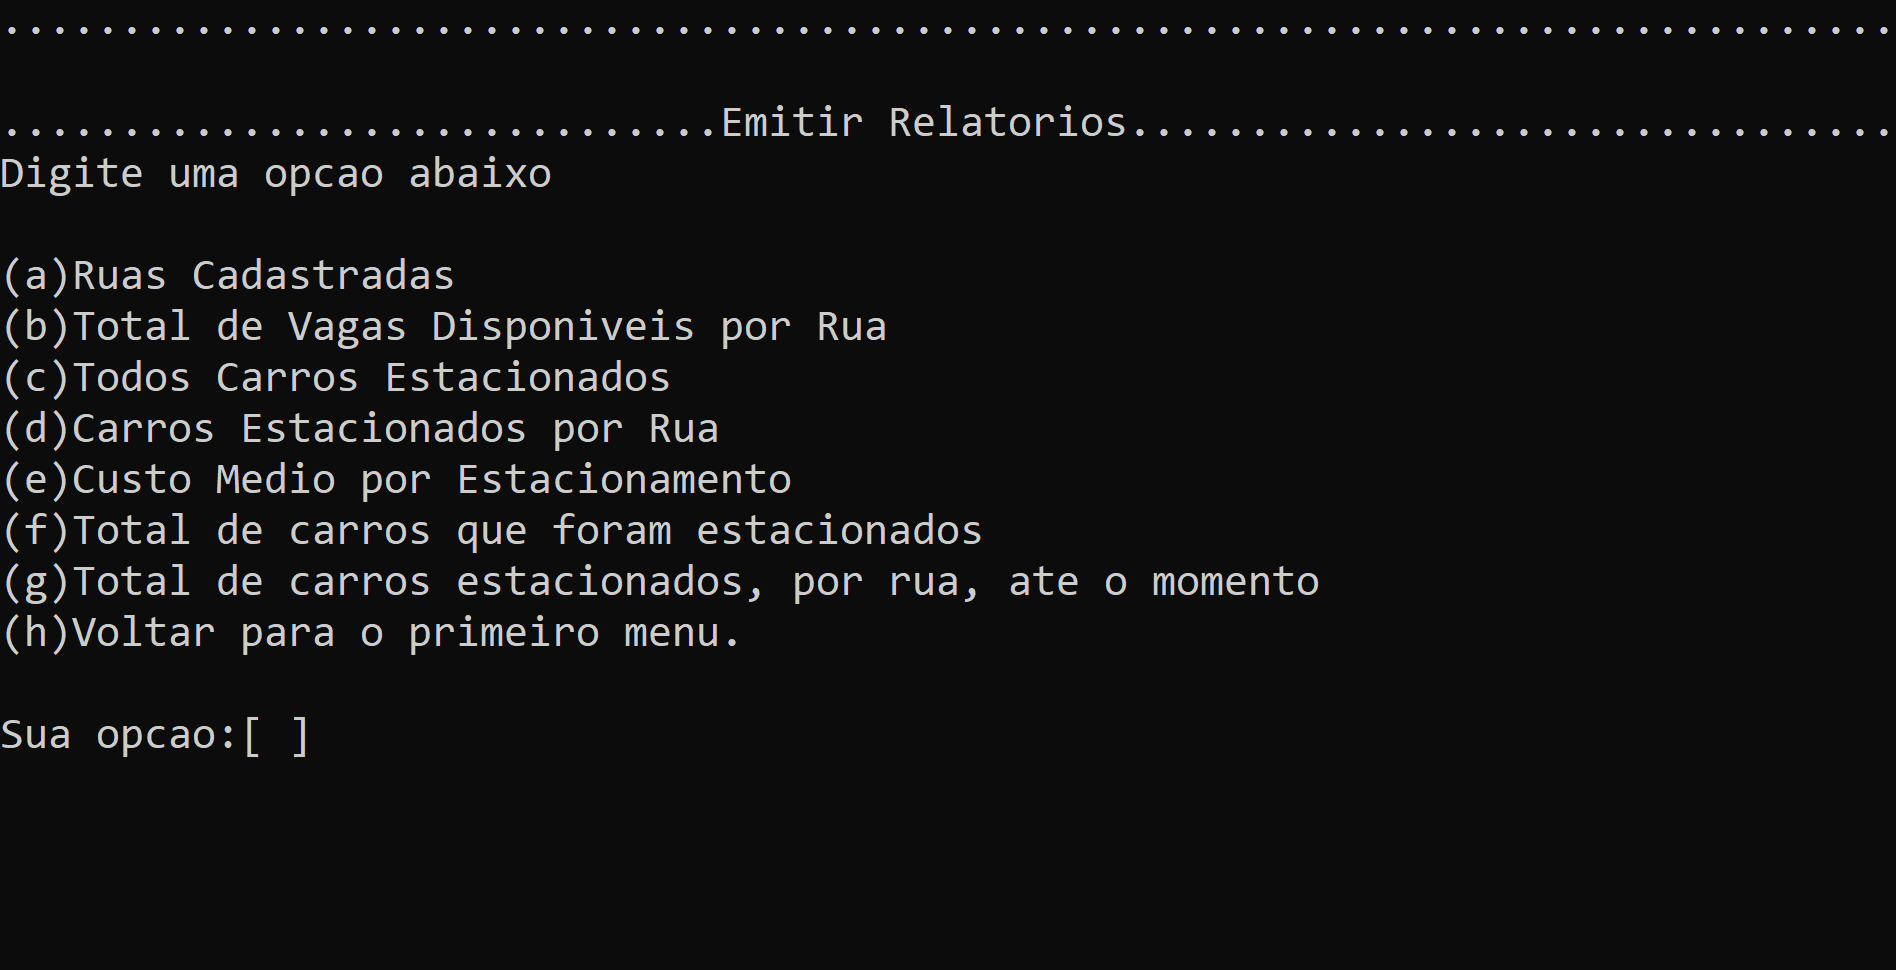 ...............................................................................
..............................Emitir Relatorios................................
Digite uma opcao abaixo
(a)Ruas Cadastradas
(b)Total de Vagas Disponiveis por Rua
(c)Todos Carros Estacionados
(d)Carros Estacionados por Rua
(e)Custo Medio por Estacionamento
(f)Total de carros que foram estacionados
(g)Total de carros estacionados, por rua, ate o momento
(h)Voltar para o primeiro menu.
Sua opcao:[ ]